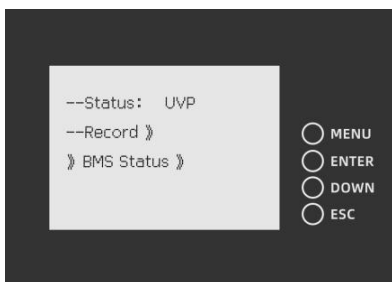 --Status: UVP
--Record 》
》 BMS Status 》
MENU
ENTER
DOWN
ESC